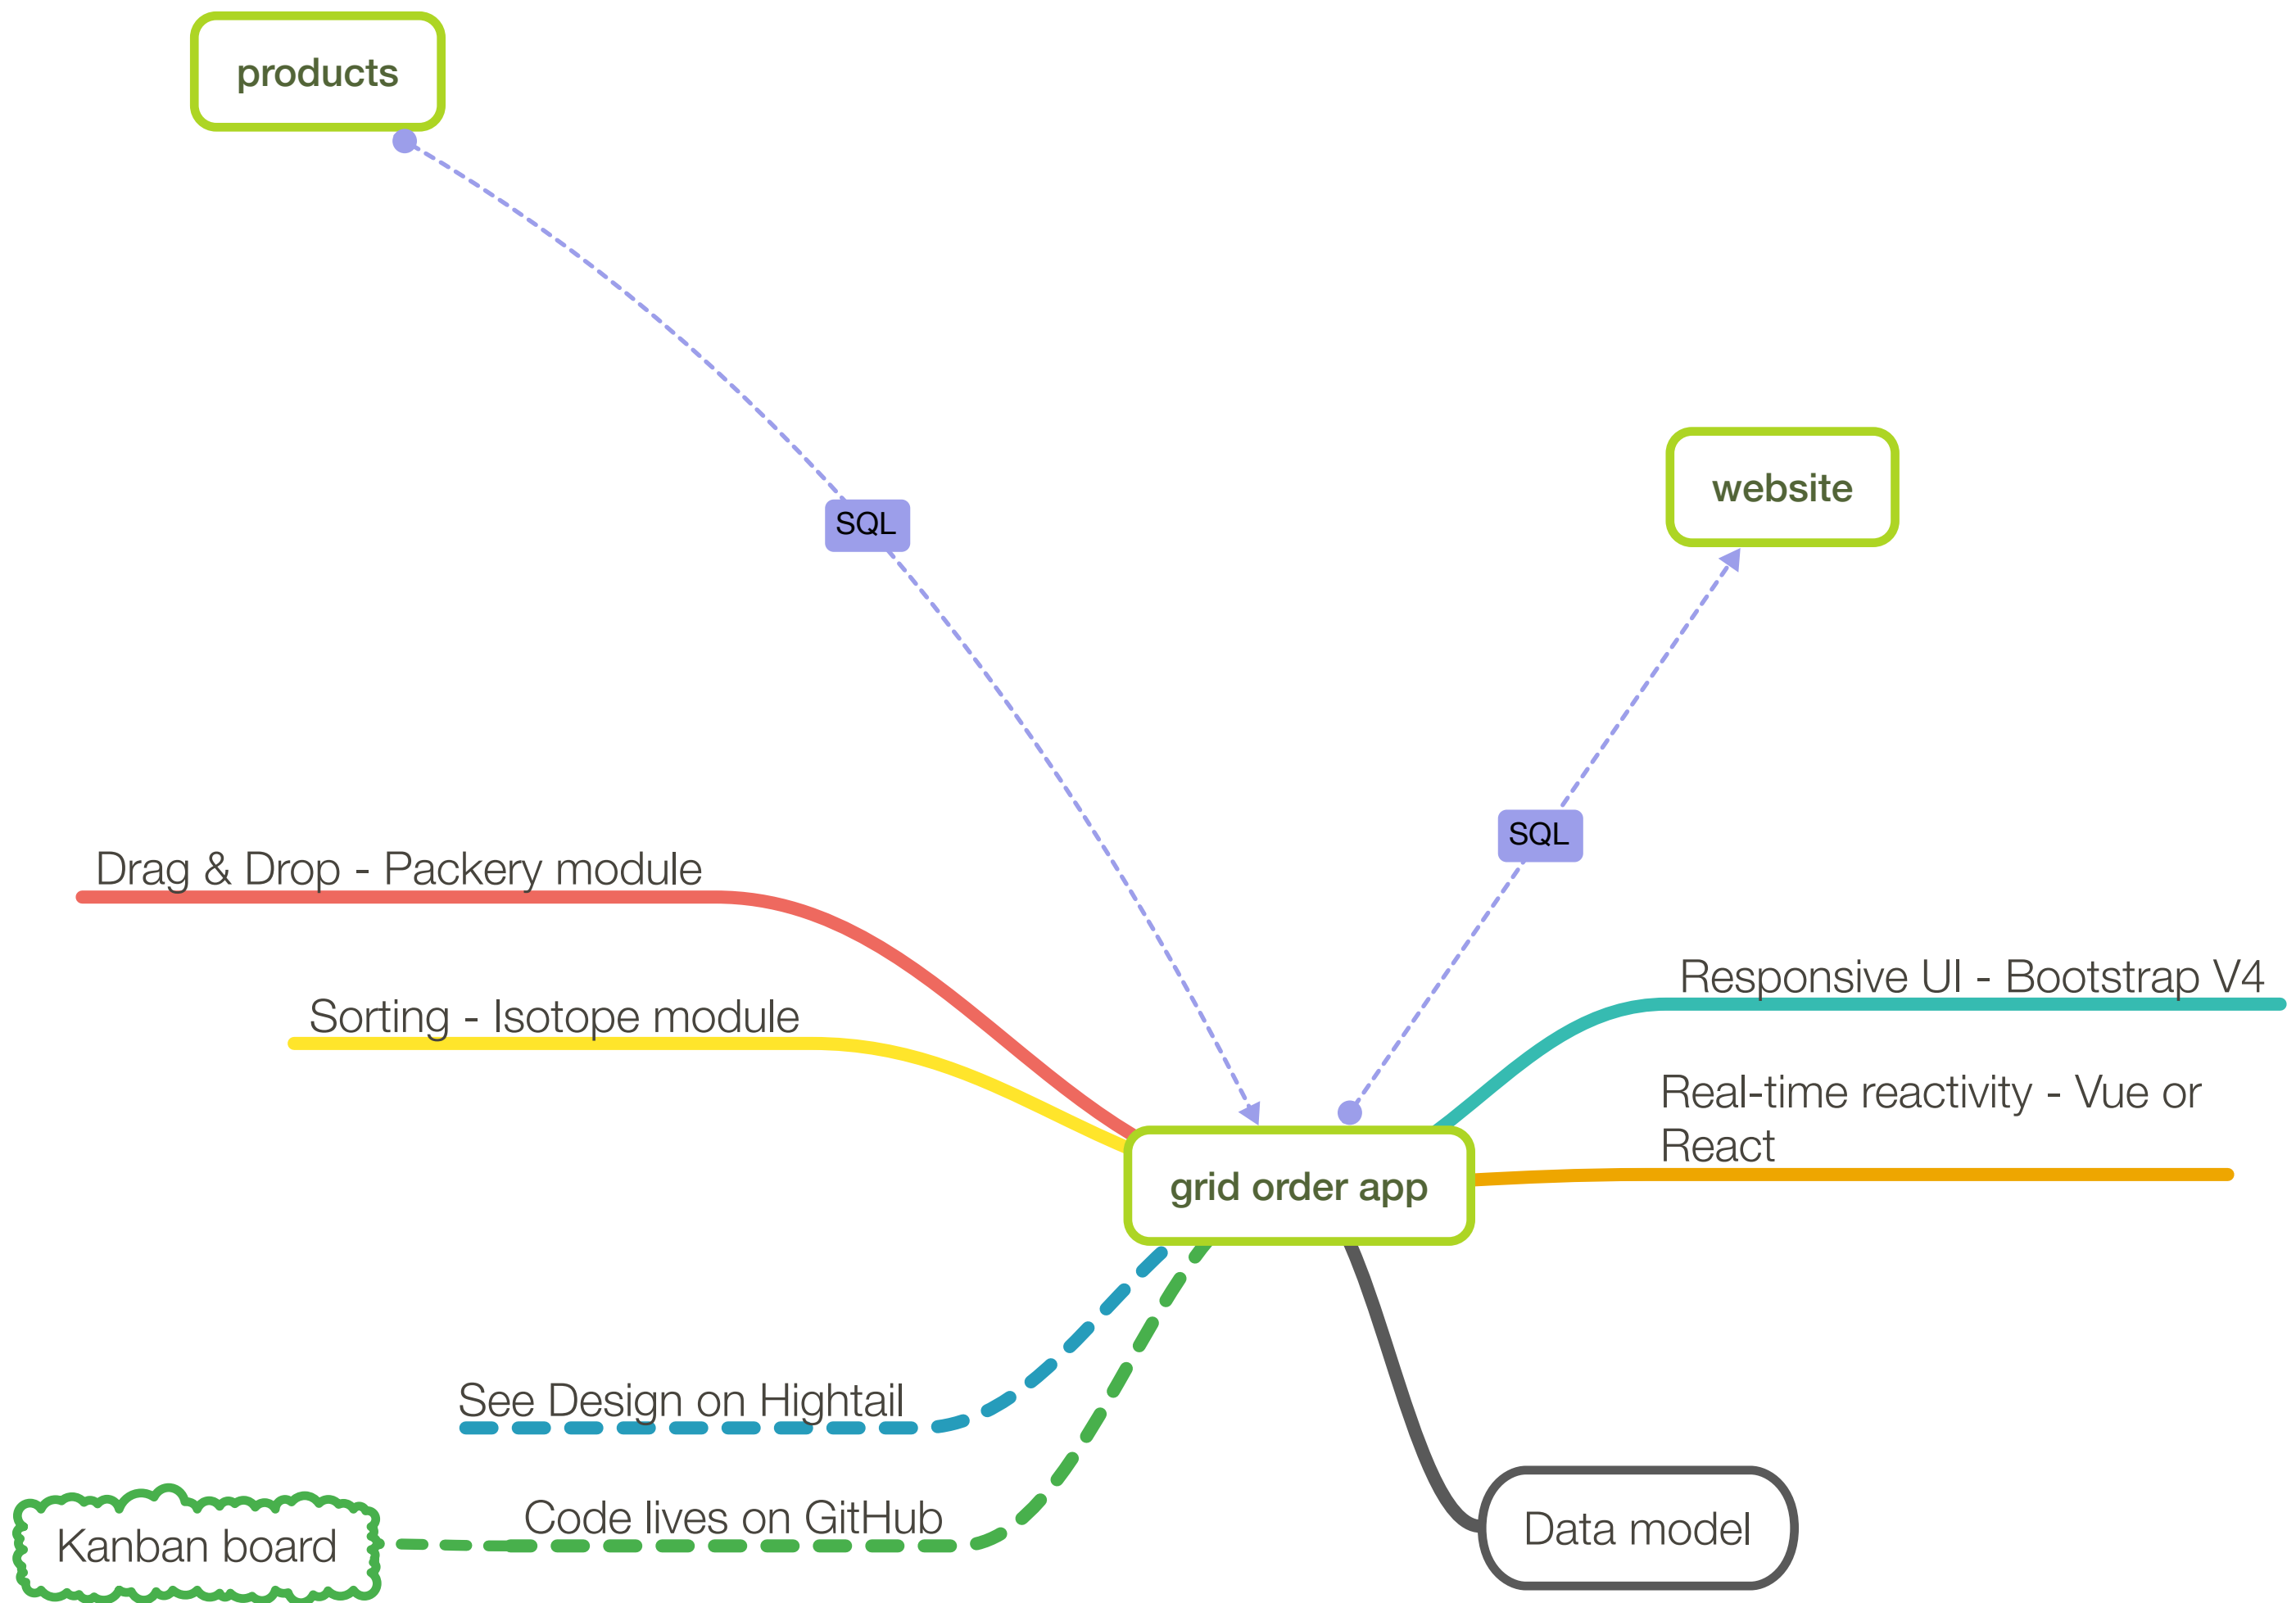 products
website
SQL
SQL
Drag & Drop - Packery module
Sorting - Isotope module
Responsive UI - Bootstrap V4
Real-time reactivity - Vue or
React
grid order app
See Design on Hightail
Code lives on GitHub
Kanban board
Data model